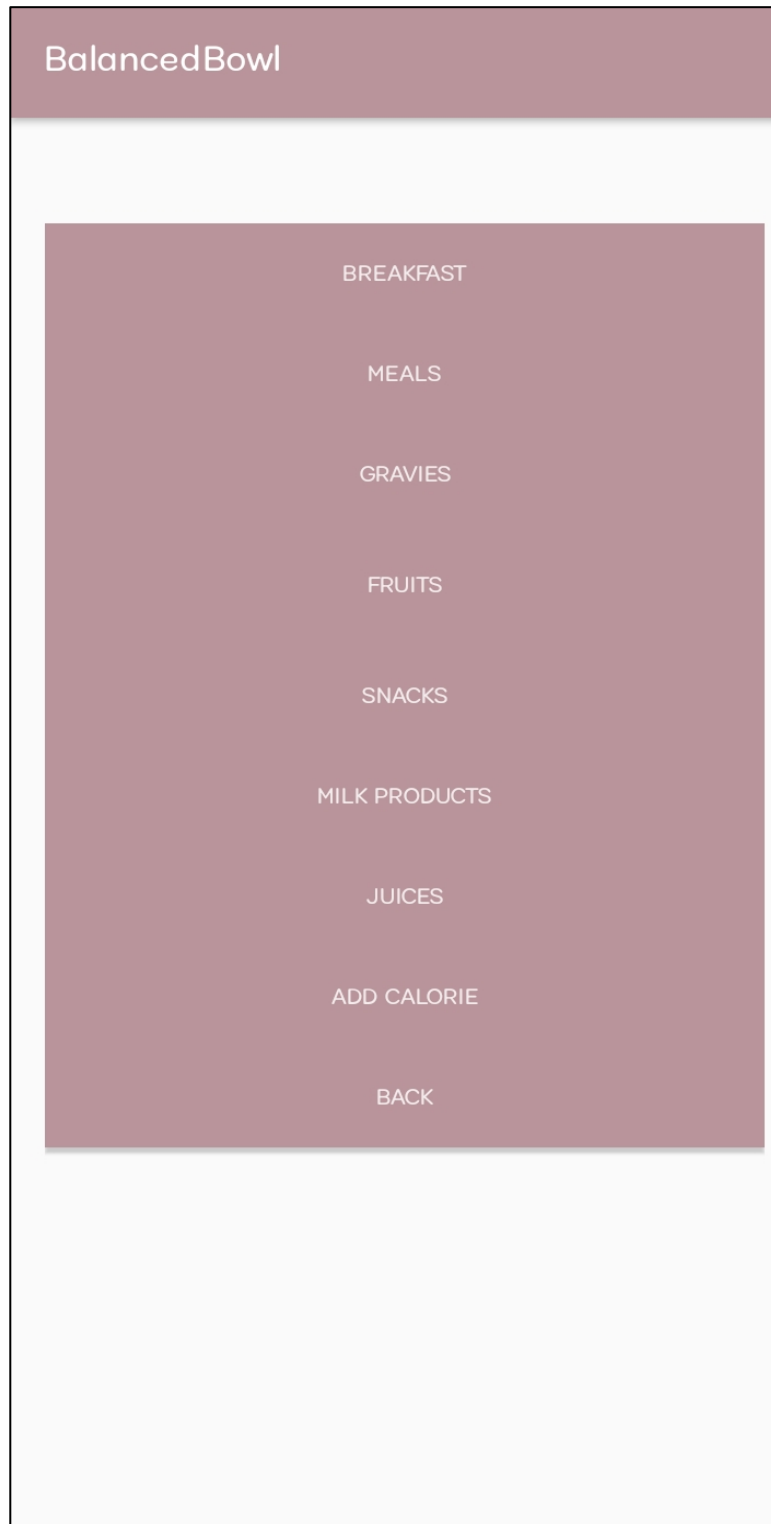 BalancedBowl
BREAKFAST
MEALS
GRAVIES
FRUITS
SNACKS
MILK PRODUCTS
JUICES
ADD CALORIE
BACK